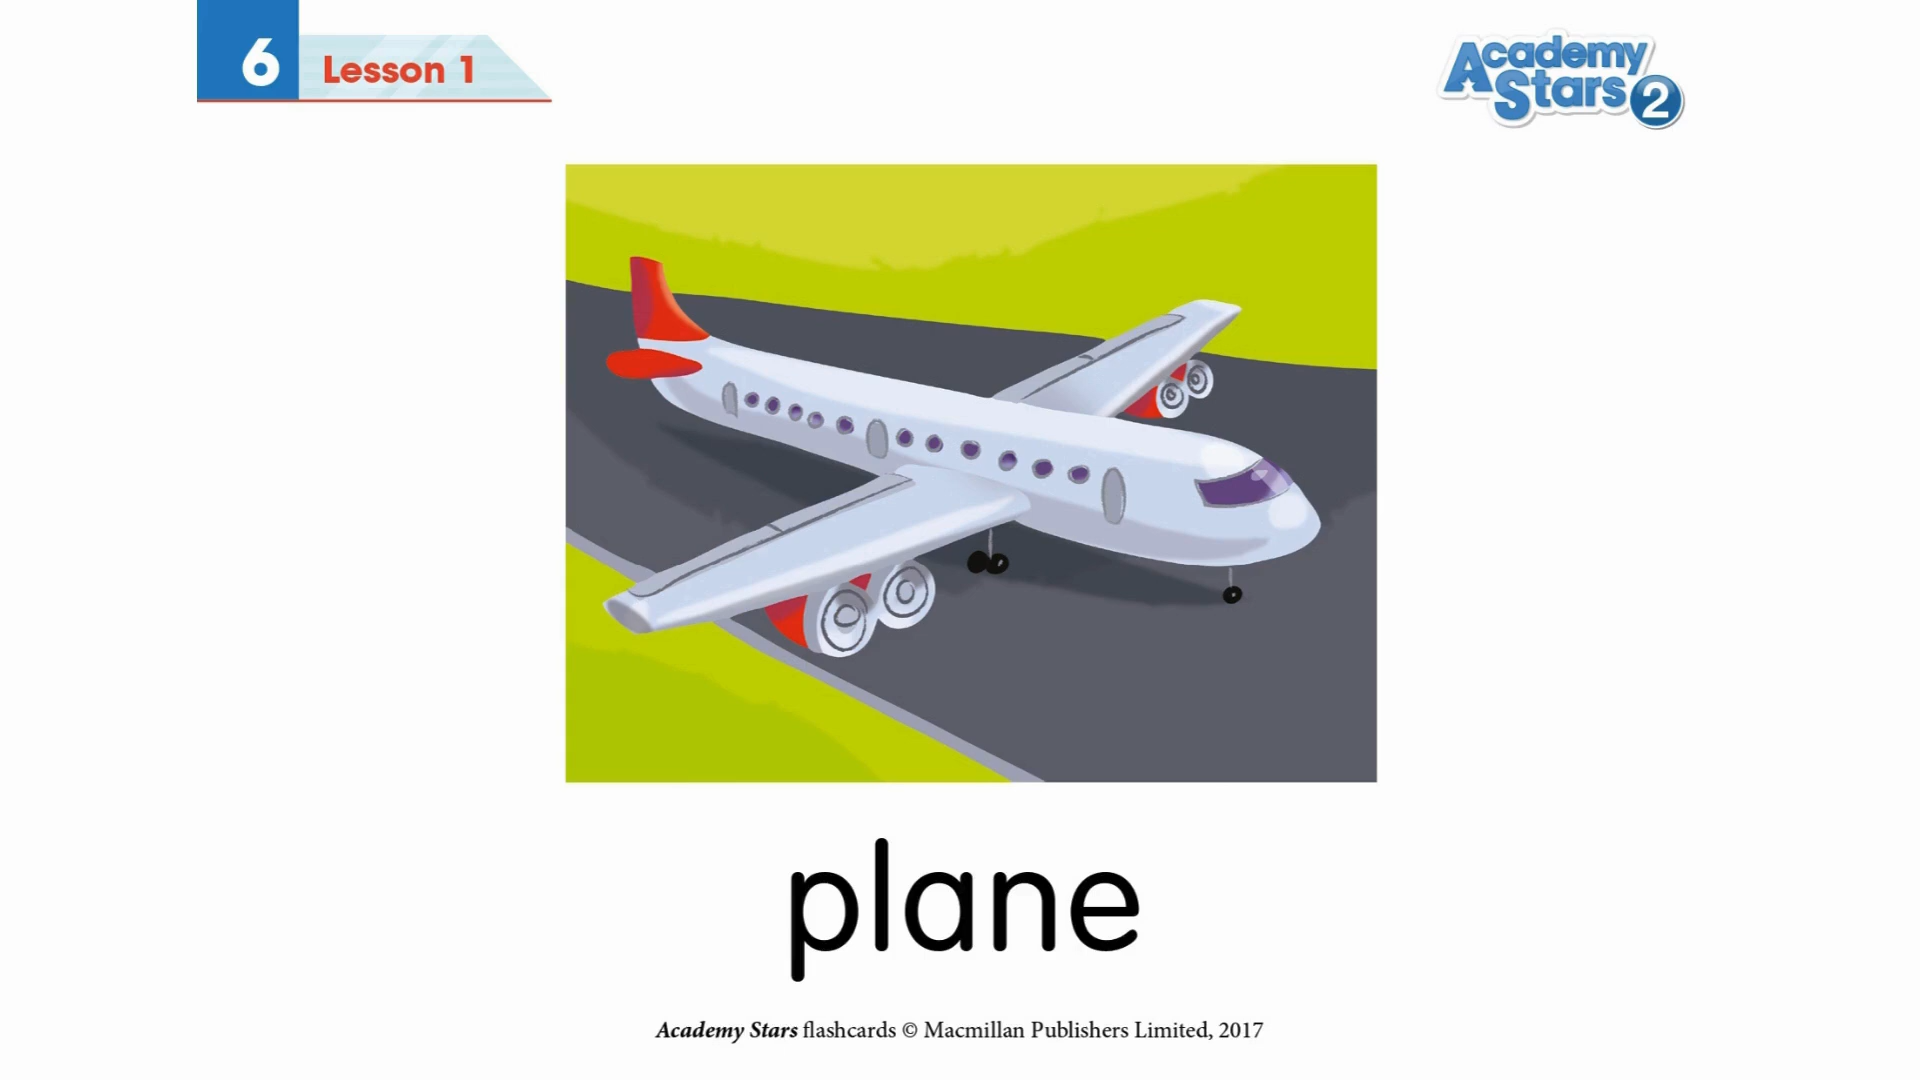 6 Lesson 1
Academy
Stars 2
plane
Academy Stars flashcards © Macmillan Publishers Limited, 2017